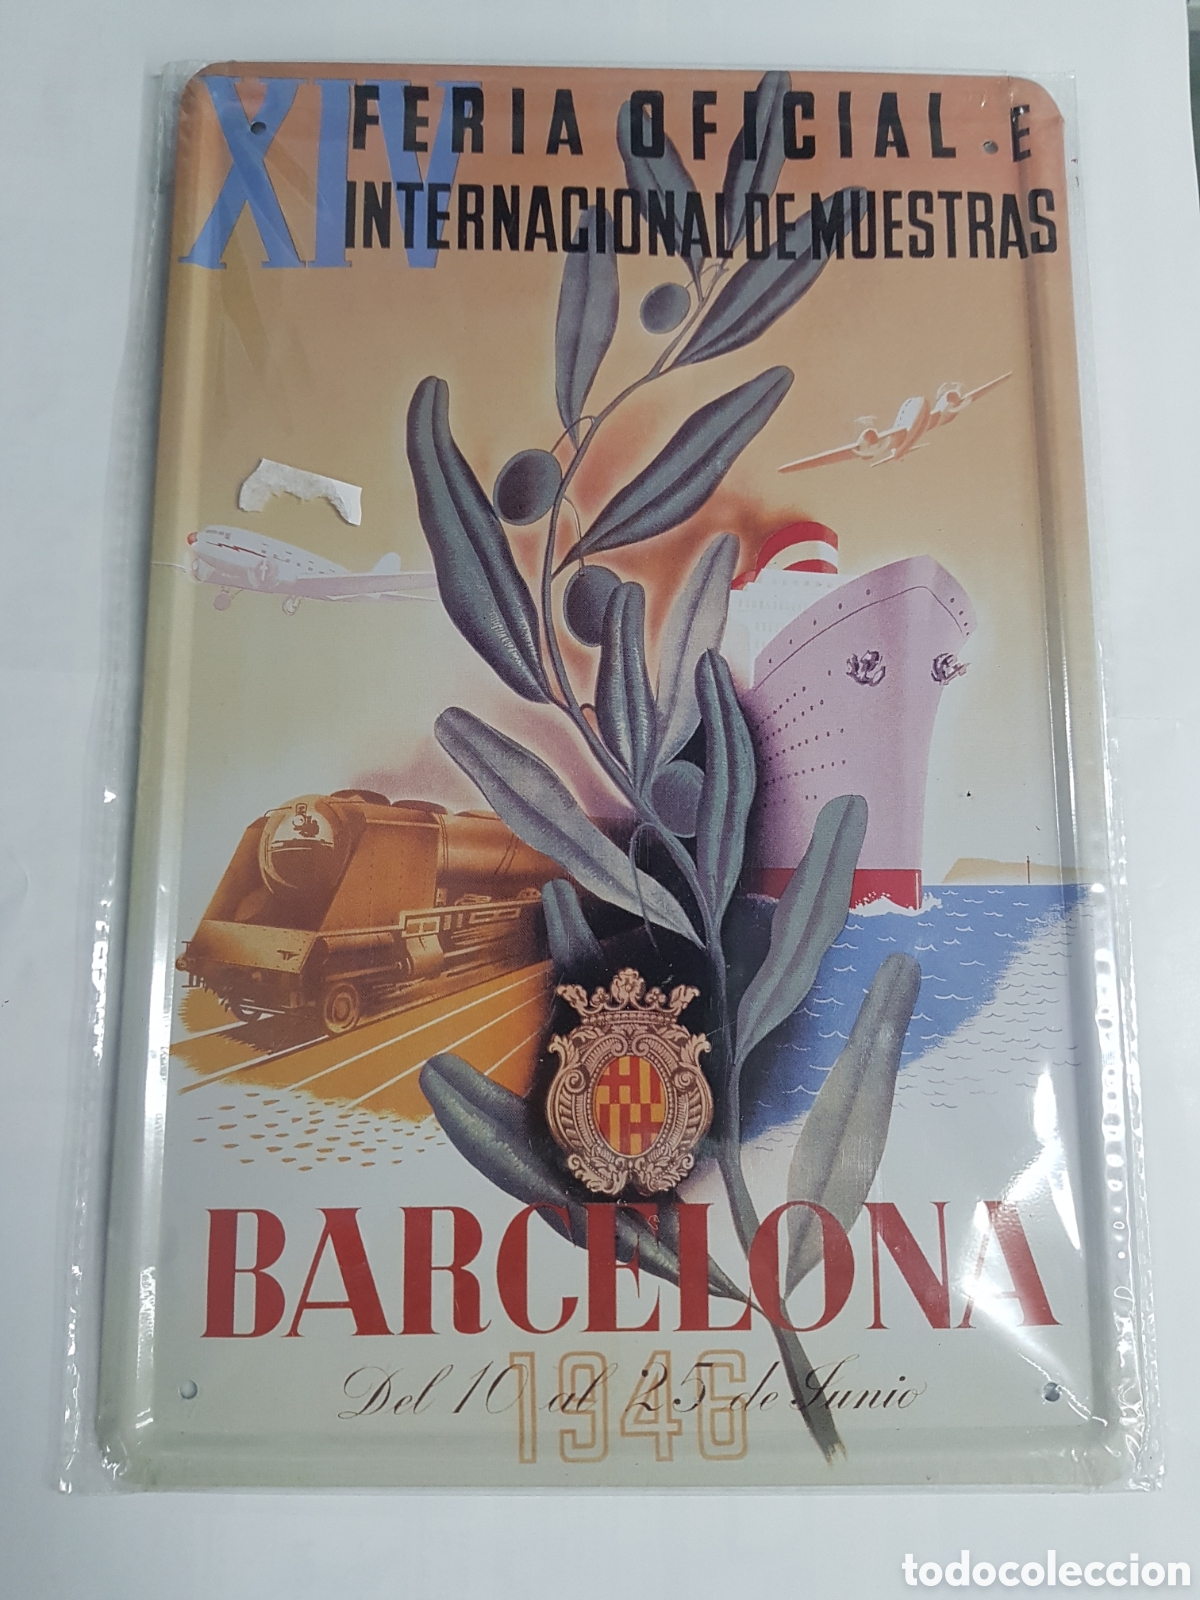 XIV FERIA OFICIAL E
INTERNACIONAL DE MUESTRAS
BARCELONA
1946
Del 10 al 25 de Junio
todocoleccion